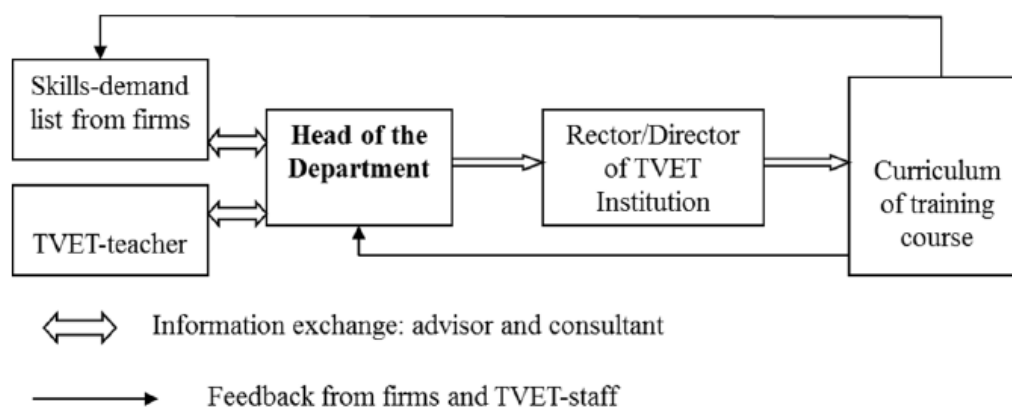 Skills-demand
list from firms
TVET-teacher
Head of the
Department
Rector/Director
of TVET
Institution
Curriculum
of training
course
Information exchange: advisor and consultant
Feedback from firms and TVET-staff